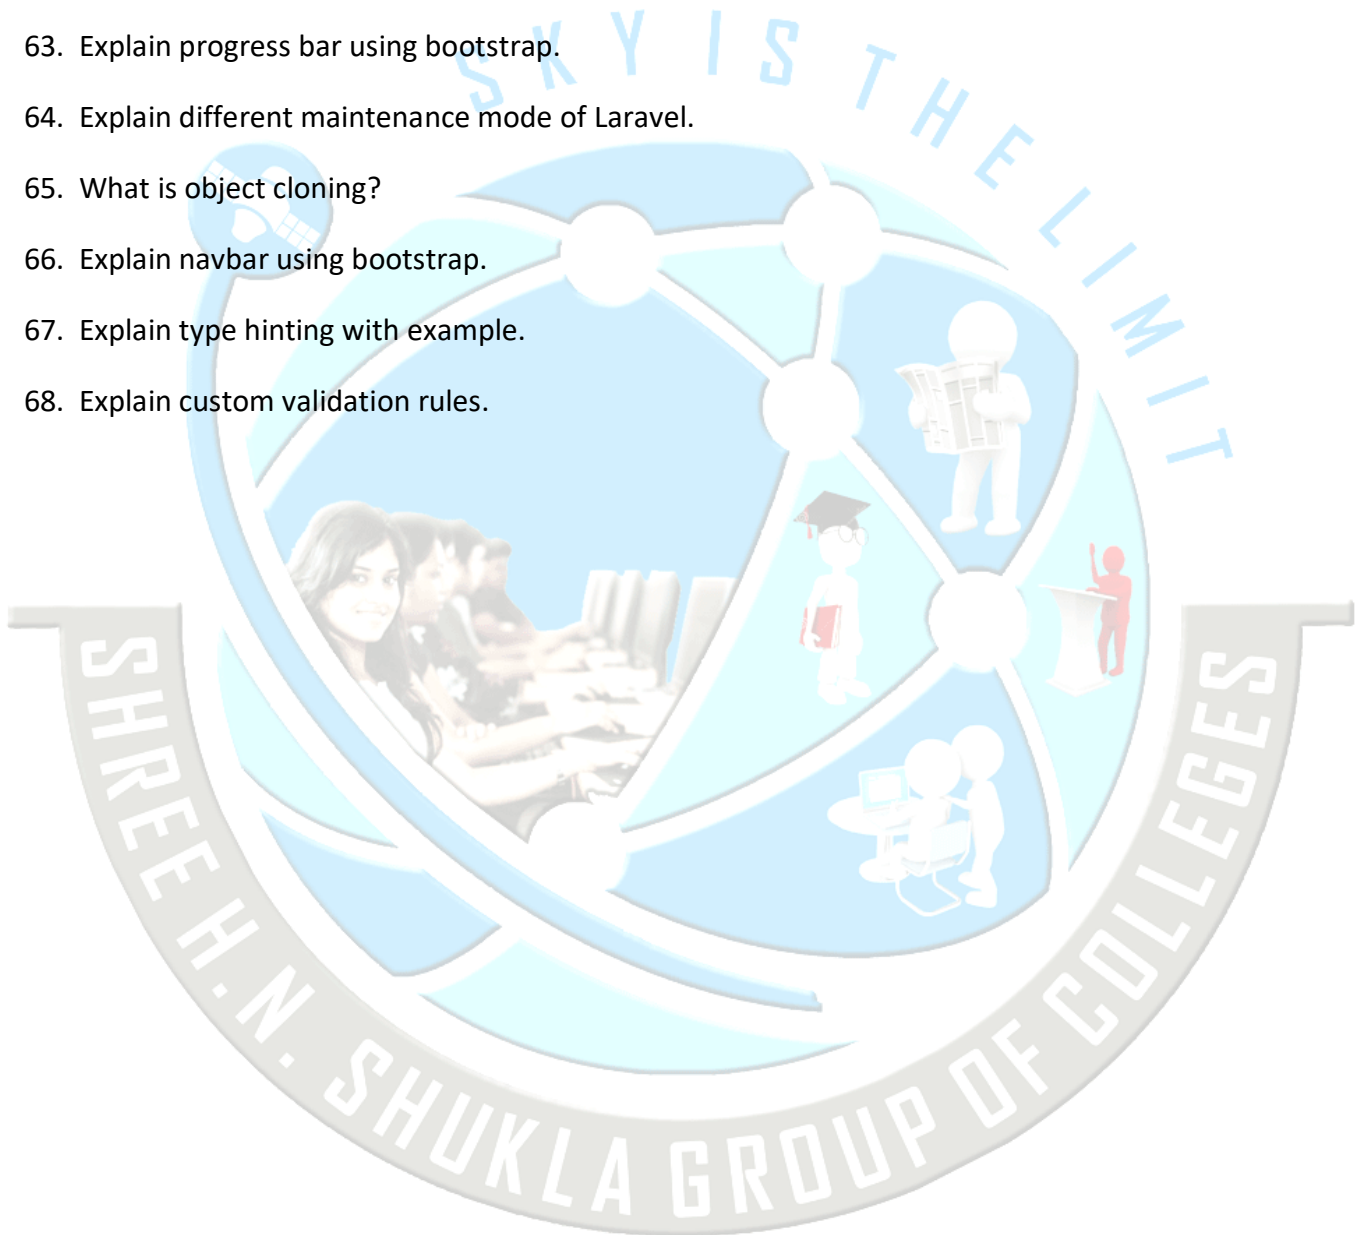 SKY IS THE LIMIT
63. Explain progress bar using bootstrap.
64. Explain different maintenance mode of Laravel.
65. What is object cloning?
66. Explain navbar using bootstrap.
67. Explain type hinting with example.
68. Explain custom validation rules.
SHREE H.N. SHUKLA GROUP OF COLLEGES